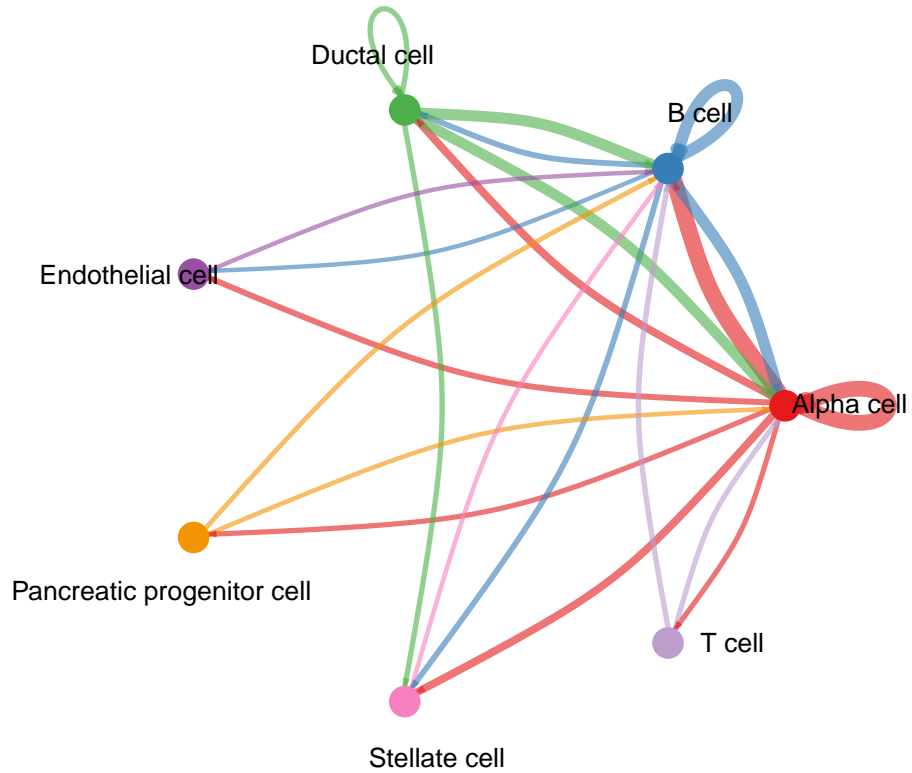 Ductal cell
B cell
Endothelial cell
Alpha cell
Pancreatic progenitor cell
T cell
Stellate cell